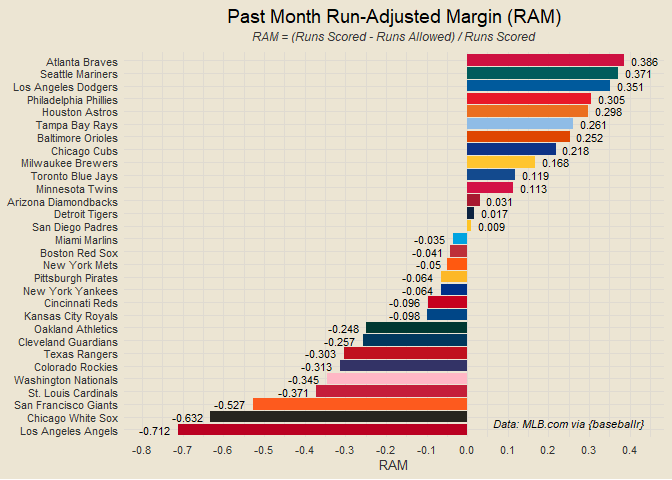 Past Month Run-Adjusted Margin (RAM)
RAM = (Runs Scored - Runs Allowed) / Runs Scored
Atlanta Braves 0.386
Seattle Mariners 0.371
Los Angeles Dodgers 0.351
Philadelphia Phillies 0.305
Houston Astros 0.298
Tampa Bay Rays 0.261
Baltimore Orioles 0.252
Chicago Cubs 0.218
Milwaukee Brewers 0.168
Toronto Blue Jays 0.119
Minnesota Twins 0.113
Arizona Diamondbacks 0.031
Detroit Tigers 0.017
San Diego Padres 0.009
Miami Marlins -0.035
Boston Red Sox -0.041
New York Mets -0.05
Pittsburgh Pirates -0.064
New York Yankees -0.064
Cincinnati Reds -0.096
Kansas City Royals -0.098
Oakland Athletics -0.248
Cleveland Guardians -0.257
Texas Rangers -0.303
Colorado Rockies -0.313
Washington Nationals -0.345
St. Louis Cardinals -0.371
San Francisco Giants -0.527
Chicago White Sox -0.632
Los Angeles Angels -0.712
Data: MLB.com via {baseballr}
-0.8 -0.7 -0.6 -0.5 -0.4 -0.3 -0.2 -0.1 0.0 0.1 0.2 0.3 0.4
RAM